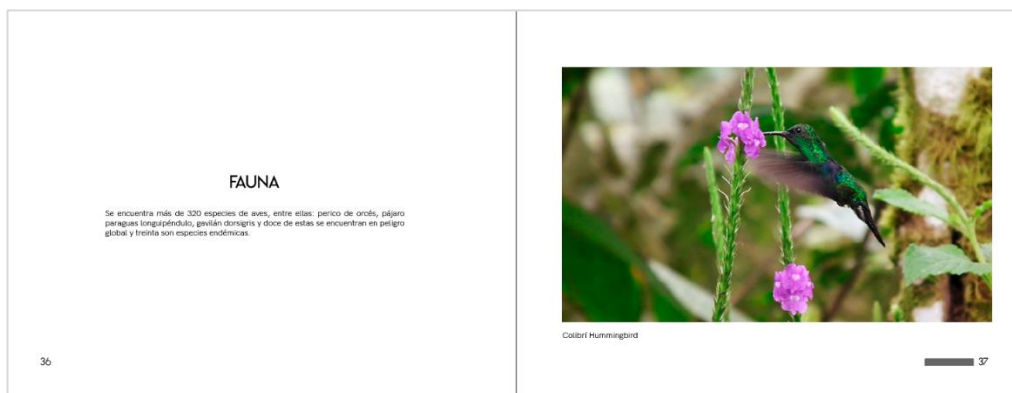 FAUNA
Se encuentra más de 320 especies de aves, entre ellas: perico de orcés, pájaro
paraguas longuipéndulo, gavilán dorsigris y doce de estas se encuentran en peligro
global y treinta son especies endémicas.
36
Colibrí Hummingbird
37